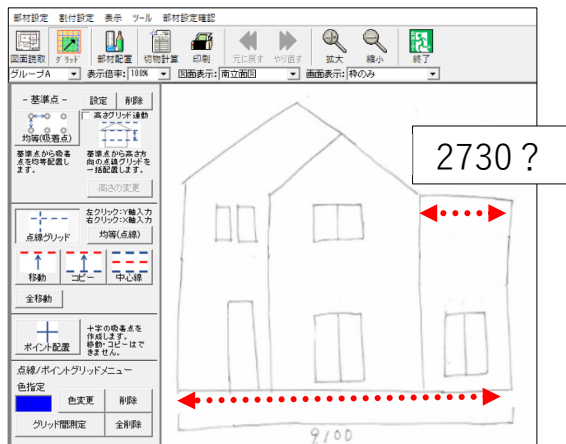 部材設定 割付設定 表示 ツール 部材設定確認
図面読取 グリッド 部材配置 切物計算 印刷 元に戻す やり直す 拡大 縮小 終了
グループA 表示倍率: 100% 図面表示: 南立面図 画面表示: 枠のみ
- 基準点 - 設定 削除
高さグリッド連動
均等(吸着点)
基準点から吸着点を均等配置します。
基準点から高さ方向の点線グリッドを一括配置します。
高さの変更
点線グリッド
左クリック:Y軸入力
右クリック:X軸入力
均等(点線)
移動 コピー 中心線
全移動
ポイント配置
十字の吸着点を作成します。
移動・コピーはできません。
点線/ポイントグリッドメニュー
色指定
色変更 削除
グリッド間測定 全削除
2730?
9100